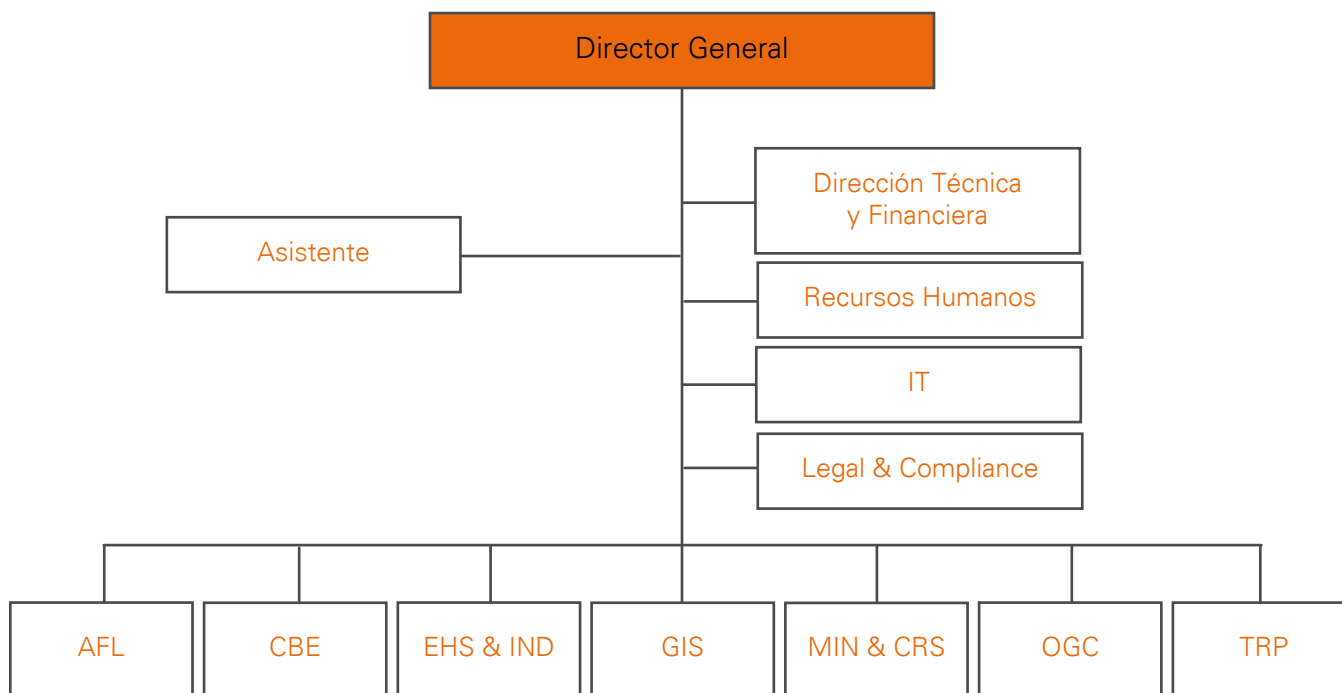 Director General
Dirección Técnica
y Financiera
Asistente
Recursos Humanos
IT
Legal & Compliance
AFL
CBE
EHS & IND
GIS
MIN & CRS
OGC
TRP